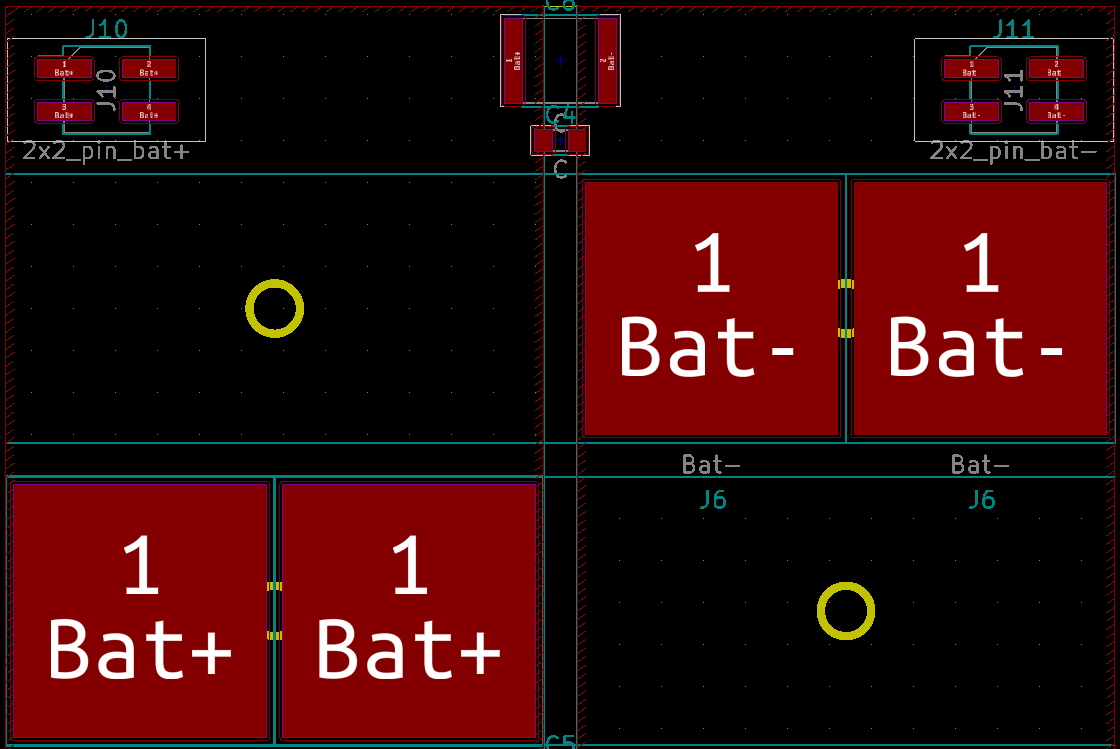 C3
J10
J11
1
Bat+
2
Bat+
3
Bat+
4
Bat+
J10
2x2_pin_bat+
1
Bat+
2
Bat-
C4
C
1
Bat
2
Bat
3
Bat-
4
Bat-
J11
2x2_pin_bat−
1
Bat-
1
Bat-
Bat−
Bat−
J6
J6
1
Bat+
1
Bat+
C5